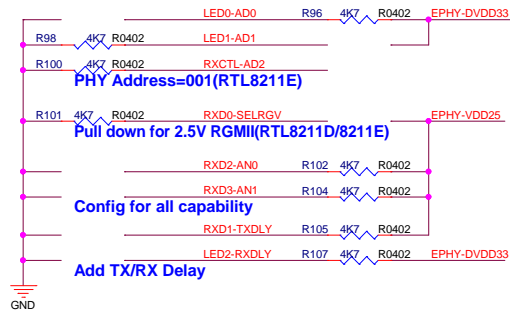 LED0-AD0 R96 4K7 R0402 EPHY-DVDD33
R98 4K7 R0402 LED1-AD1
R100 4K7 R0402 RXCTL-AD2
PHY Address=001(RTL8211E)
R101 4K7 R0402 RXD0-SELRGV EPHY-VDD25
Pull down for 2.5V RGMII(RTL8211D/8211E)
RXD2-AN0 R102 4K7 R0402
RXD3-AN1 R104 4K7 R0402
Config for all capability
RXD1-TXDLY R105 4K7 R0402
LED2-RXDLY R107 4K7 R0402 EPHY-DVDD33
Add TX/RX Delay
GND